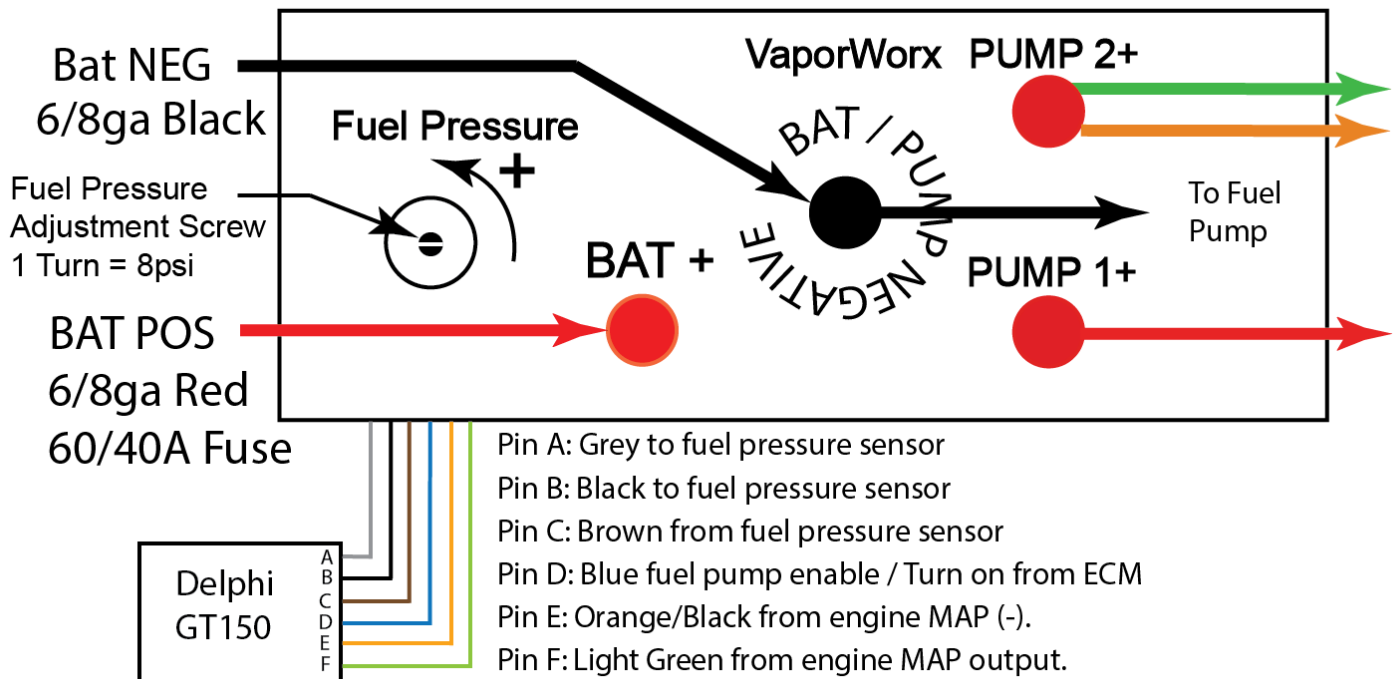 Bat NEG
6/8ga Black
Fuel Pressure
Adjustment Screw
1 Turn = 8psi
BAT POS
6/8ga Red
60/40A Fuse
Fuel Pressure
+
BAT +
VaporWorx
BAT / PUMP NEGATIVE
PUMP 2+
PUMP 1+
To Fuel
Pump
Delphi
GT150
A
B
C
D
E
F
Pin A: Grey to fuel pressure sensor
Pin B: Black to fuel pressure sensor
Pin C: Brown from fuel pressure sensor
Pin D: Blue fuel pump enable / Turn on from ECM
Pin E: Orange/Black from engine MAP (-).
Pin F: Light Green from engine MAP output.